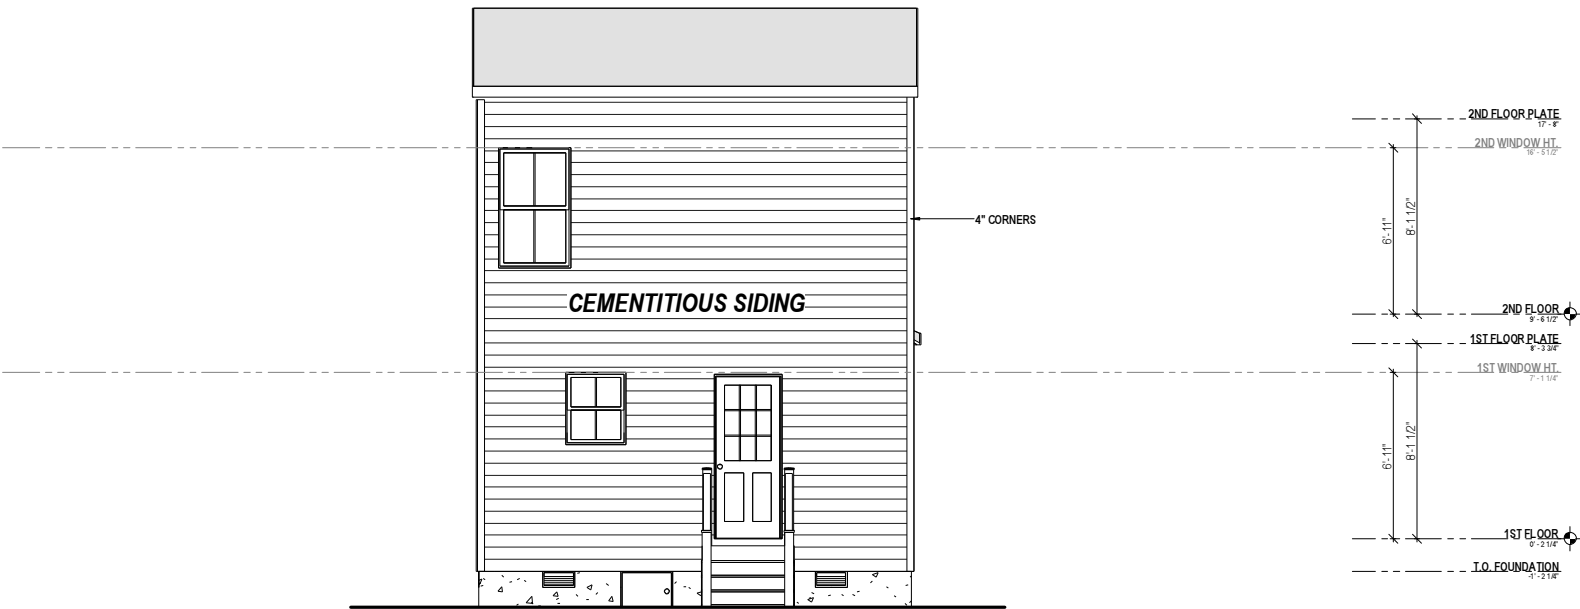 2ND FLOOR PLATE
17' - 8"
2ND WINDOW HT.
16' - 5 1/2"
6'- 11"
8'-1 1/2"
4" CORNERS
CEMENTITIOUS SIDING
2ND FLOOR
9' - 6 1/2"
1ST FLOOR PLATE
8' - 3 3/4"
1ST WINDOW HT.
7' - 1 1/4"
6'- 11"
8'-1 1/2"
1ST FLOOR
0' - 2 1/4"
T.O. FOUNDATION
-1' - 2 1/4"